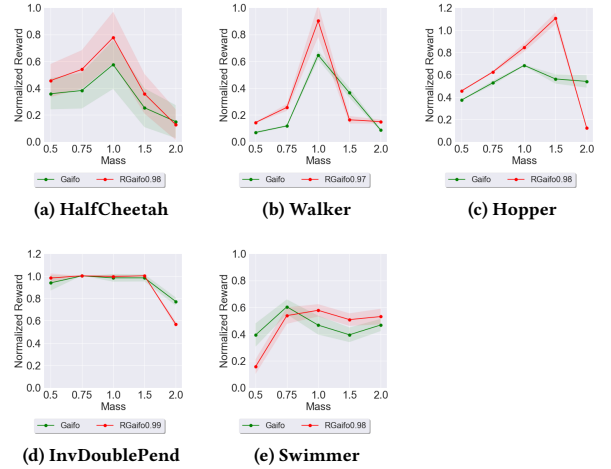 Normalized Reward
1.0
0.8
0.6
0.4
0.2
0.0
0.5 0.75 1.0 1.5 2.0
Mass
Gaifo RGaifo0.98
(a) HalfCheetah
Normalized Reward
1.0
0.8
0.6
0.4
0.2
0.0
0.5 0.75 1.0 1.5 2.0
Mass
Gaifo RGaifo0.97
(b) Walker
Normalized Reward
1.2
1.0
0.8
0.6
0.4
0.2
0.0
0.5 0.75 1.0 1.5 2.0
Mass
Gaifo RGaifo0.98
(c) Hopper
Normalized Reward
1.2
1.0
0.8
0.6
0.4
0.2
0.0
0.5 0.75 1.0 1.5 2.0
Mass
Gaifo RGaifo0.99
(d) InvDoublePend
Normalized Reward
1.0
0.8
0.6
0.4
0.2
0.0
0.5 0.75 1.0 1.5 2.0
Mass
Gaifo RGaifo0.98
(e) Swimmer